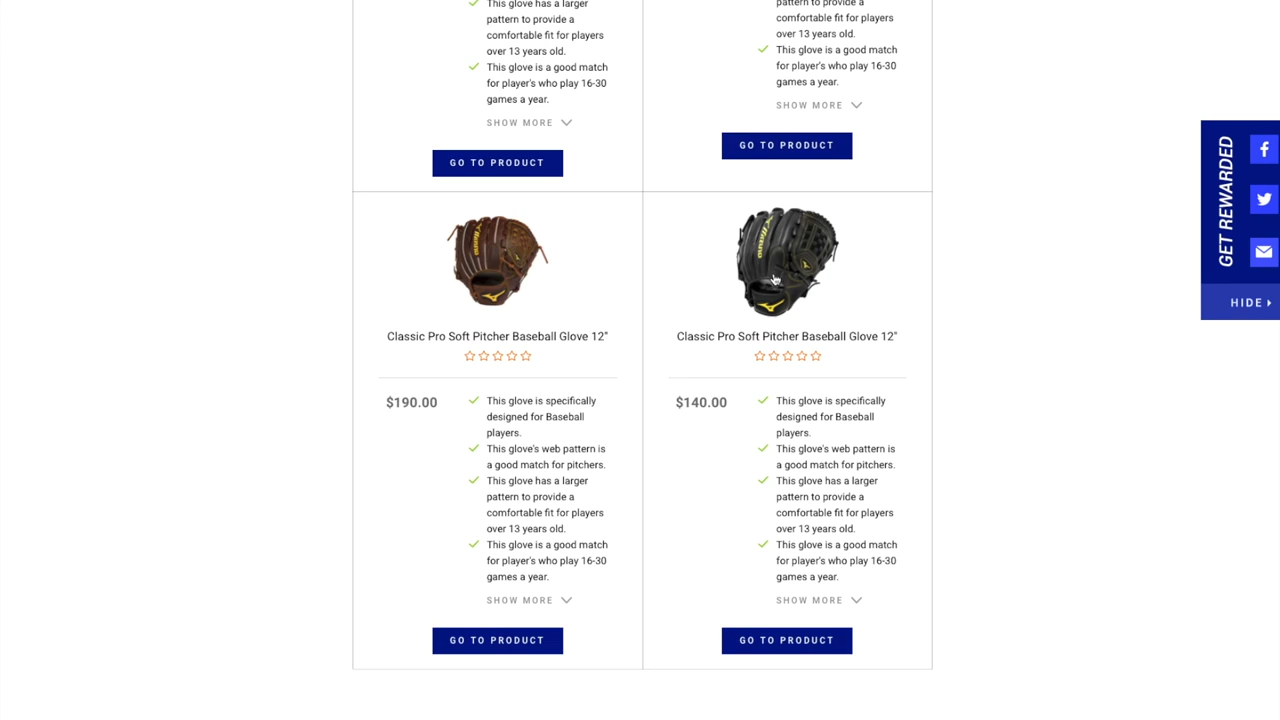 This glove has a larger
pattern to provide a
comfortable fit for players
over 13 years old.
This glove is a good match
for player's who play 16-30
games a year.
SHOW MORE
GO TO PRODUCT
pattern to provide a
comfortable fit for players
over 13 years old.
This glove is a good match
for player's who play 16-30
games a year.
SHOW MORE
GO TO PRODUCT
Mizuno
Classic Pro Soft Pitcher Baseball Glove 12"
$190.00
This glove is specifically
designed for Baseball
players.
This glove's web pattern is
a good match for pitchers.
This glove has a larger
pattern to provide a
comfortable fit for players
over 13 years old.
This glove is a good match
for player's who play 16-30
games a year.
SHOW MORE
GO TO PRODUCT
Mizuno
Classic Pro Soft Pitcher Baseball Glove 12"
$140.00
This glove is specifically
designed for Baseball
players.
This glove's web pattern is
a good match for pitchers.
This glove has a larger
pattern to provide a
comfortable fit for players
over 13 years old.
This glove is a good match
for player's who play 16-30
games a year.
SHOW MORE
GO TO PRODUCT
GET REWARDED
HIDE